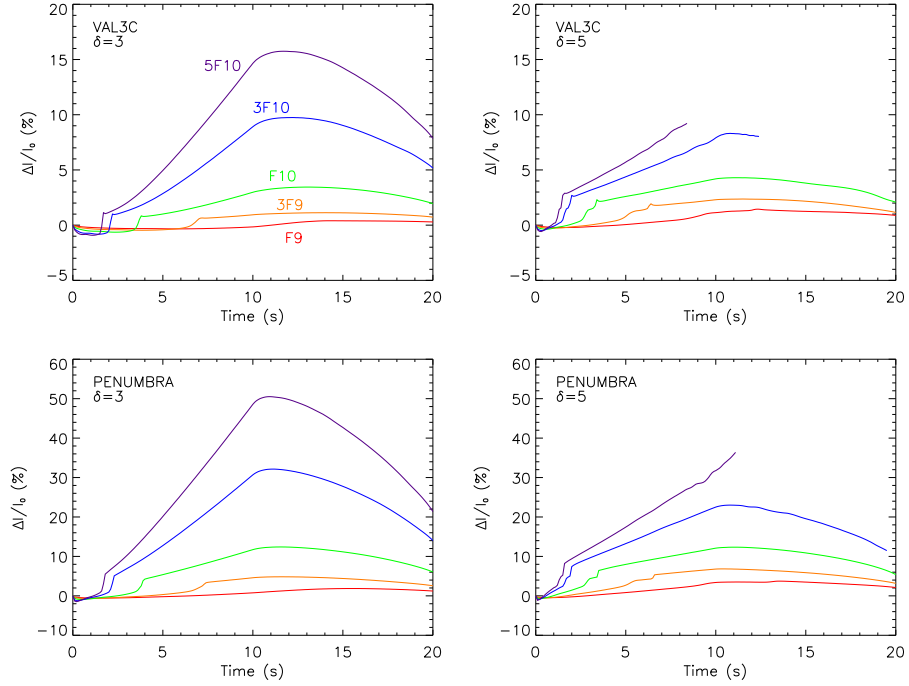 VAL3C
δ=3
5F10
3F10
F10
3F9
F9
ΔI/I₀ (%)
20
15
10
5
0
−5
0 5 10 15 20
Time (s)
VAL3C
δ=5
ΔI/I₀ (%)
20
15
10
5
0
−5
0 5 10 15 20
Time (s)
PENUMBRA
δ=3
ΔI/I₀ (%)
60
50
40
30
20
10
0
−10
0 5 10 15 20
Time (s)
PENUMBRA
δ=5
ΔI/I₀ (%)
60
50
40
30
20
10
0
−10
0 5 10 15 20
Time (s)